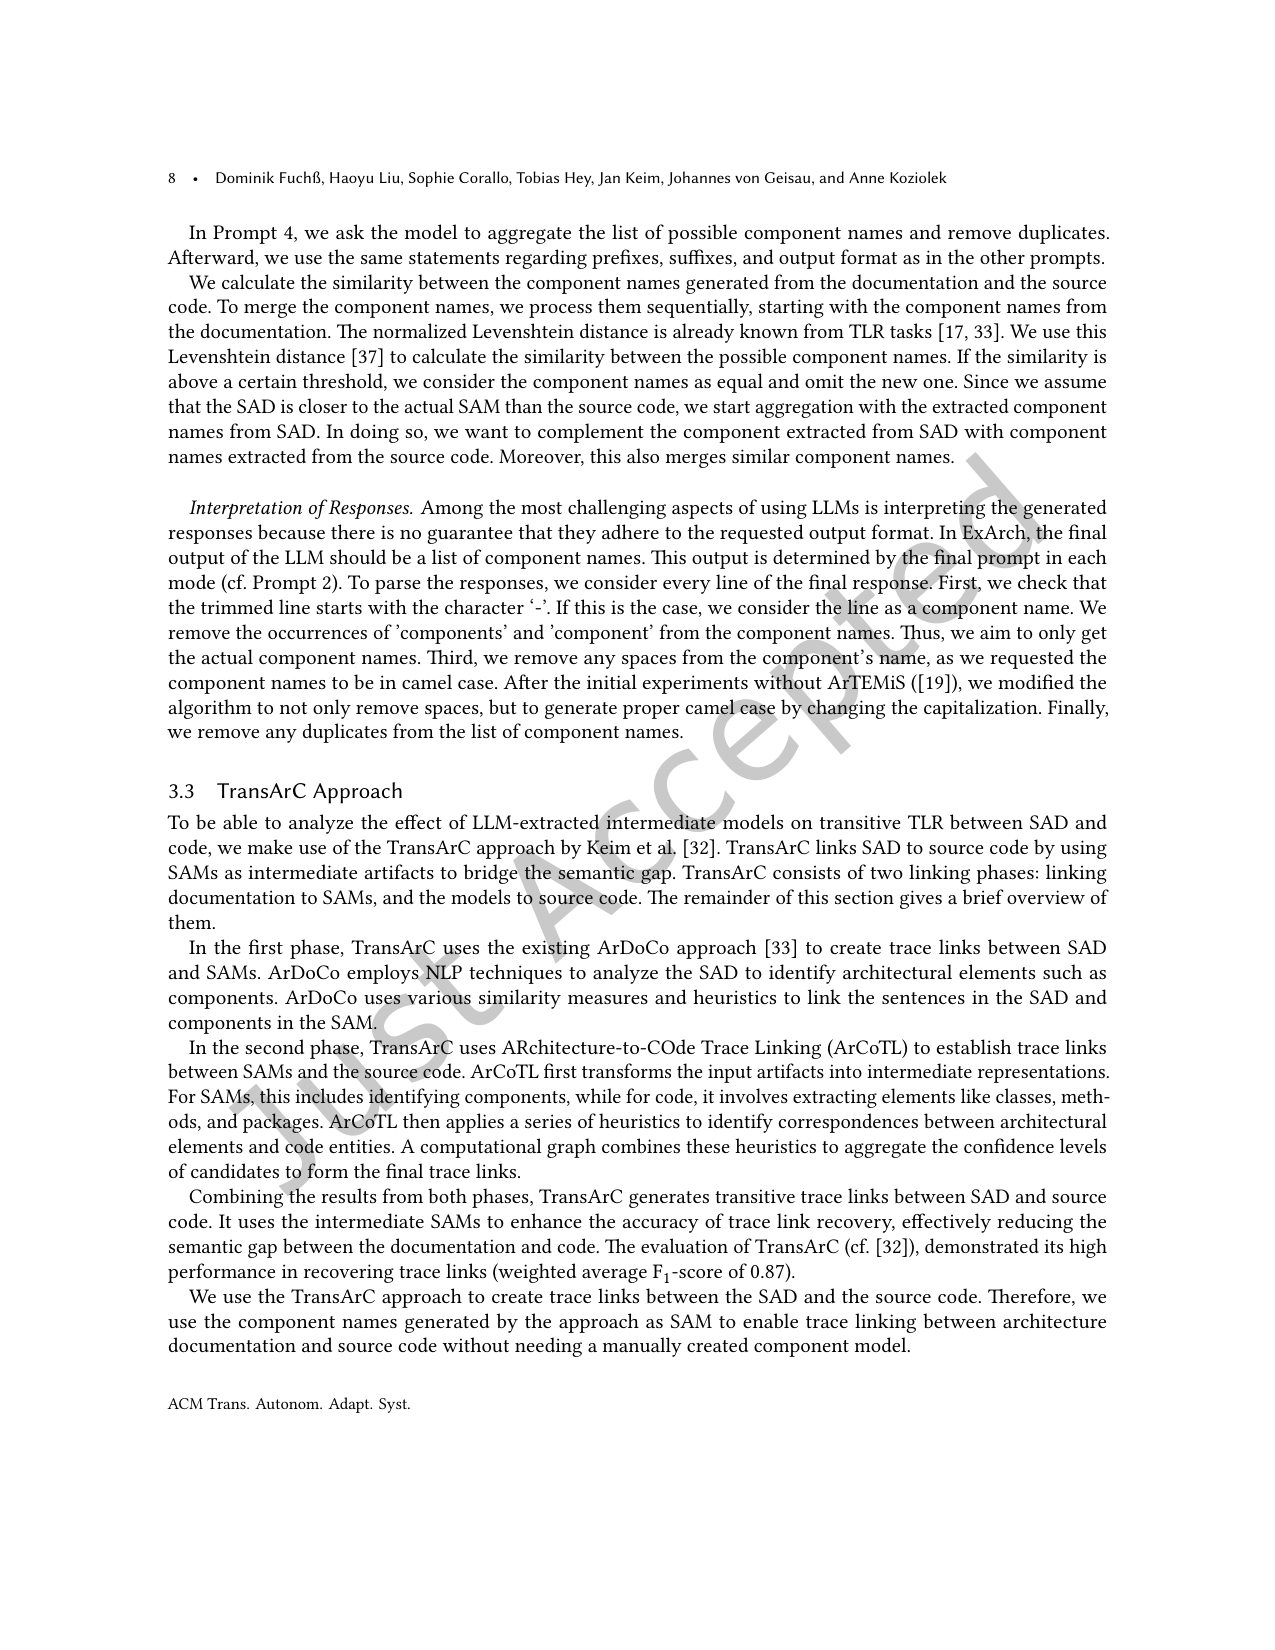 8 • Dominik Fuchß, Haoyu Liu, Sophie Corallo, Tobias Hey, Jan Keim, Johannes von Geisau, and Anne Koziolek
In Prompt 4, we ask the model to aggregate the list of possible component names and remove duplicates.
Afterward, we use the same statements regarding prefixes, suffixes, and output format as in the other prompts.
We calculate the similarity between the component names generated from the documentation and the source
code. To merge the component names, we process them sequentially, starting with the component names from
the documentation. The normalized Levenshtein distance is already known from TLR tasks [17, 33]. We use this
Levenshtein distance [37] to calculate the similarity between the possible component names. If the similarity is
above a certain threshold, we consider the component names as equal and omit the new one. Since we assume
that the SAD is closer to the actual SAM than the source code, we start aggregation with the extracted component
names from SAD. In doing so, we want to complement the component extracted from SAD with component
names extracted from the source code. Moreover, this also merges similar component names.
Interpretation of Responses. Among the most challenging aspects of using LLMs is interpreting the generated
responses because there is no guarantee that they adhere to the requested output format. In ExArch, the final
output of the LLM should be a list of component names. This output is determined by the final prompt in each
mode (cf. Prompt 2). To parse the responses, we consider every line of the final response. First, we check that
the trimmed line starts with the character ‘-’. If this is the case, we consider the line as a component name. We
remove the occurrences of ’components’ and ’component’ from the component names. Thus, we aim to only get
the actual component names. Third, we remove any spaces from the component’s name, as we requested the
component names to be in camel case. After the initial experiments without ArTEMiS ([19]), we modified the
algorithm to not only remove spaces, but to generate proper camel case by changing the capitalization. Finally,
we remove any duplicates from the list of component names.
3.3 TransArC Approach
To be able to analyze the effect of LLM-extracted intermediate models on transitive TLR between SAD and
code, we make use of the TransArC approach by Keim et al. [32]. TransArC links SAD to source code by using
SAMs as intermediate artifacts to bridge the semantic gap. TransArC consists of two linking phases: linking
documentation to SAMs, and the models to source code. The remainder of this section gives a brief overview of
them.
In the first phase, TransArC uses the existing ArDoCo approach [33] to create trace links between SAD
and SAMs. ArDoCo employs NLP techniques to analyze the SAD to identify architectural elements such as
components. ArDoCo uses various similarity measures and heuristics to link the sentences in the SAD and
components in the SAM.
In the second phase, TransArC uses ARchitecture-to-COde Trace Linking (ArCoTL) to establish trace links
between SAMs and the source code. ArCoTL first transforms the input artifacts into intermediate representations.
For SAMs, this includes identifying components, while for code, it involves extracting elements like classes, meth-
ods, and packages. ArCoTL then applies a series of heuristics to identify correspondences between architectural
elements and code entities. A computational graph combines these heuristics to aggregate the confidence levels
of candidates to form the final trace links.
Combining the results from both phases, TransArC generates transitive trace links between SAD and source
code. It uses the intermediate SAMs to enhance the accuracy of trace link recovery, effectively reducing the
semantic gap between the documentation and code. The evaluation of TransArC (cf. [32]), demonstrated its high
performance in recovering trace links (weighted average F1-score of 0.87).
We use the TransArC approach to create trace links between the SAD and the source code. Therefore, we
use the component names generated by the approach as SAM to enable trace linking between architecture
documentation and source code without needing a manually created component model.
ACM Trans. Autonom. Adapt. Syst.
Just Accepted